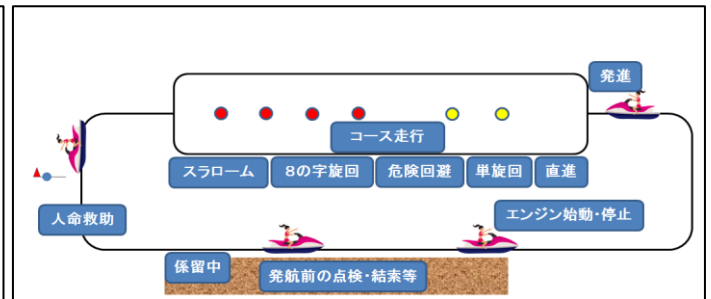 発進
コース走行
スラローム
8の字旋回
危険回避
単旋回
直進
人命救助
エンジン始動・停止
係留中
発航前の点検・結索等